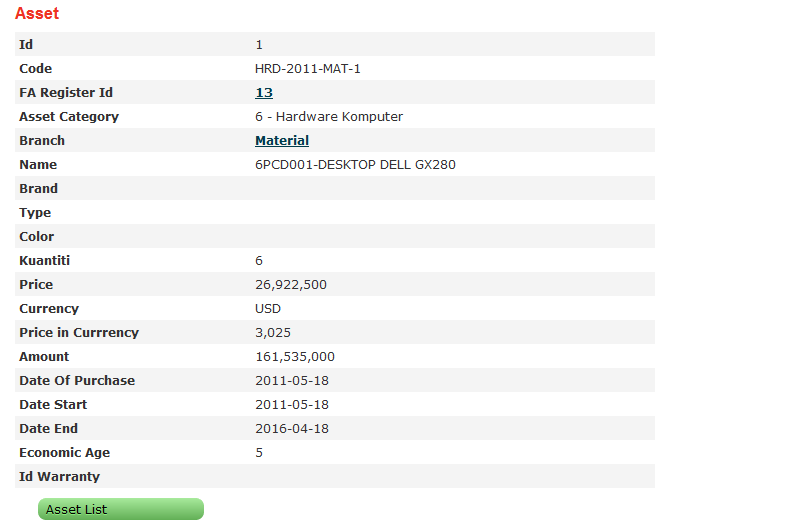 Asset
Id 1
Code HRD-2011-MAT-1
FA Register Id 13
Asset Category 6 - Hardware Komputer
Branch Material
Name 6PCD001-DESKTOP DELL GX280
Brand
Type
Color
Kuantiti 6
Price 26,922,500
Currency USD
Price in Currrency 3,025
Amount 161,535,000
Date Of Purchase 2011-05-18
Date Start 2011-05-18
Date End 2016-04-18
Economic Age 5
Id Warranty
Asset List